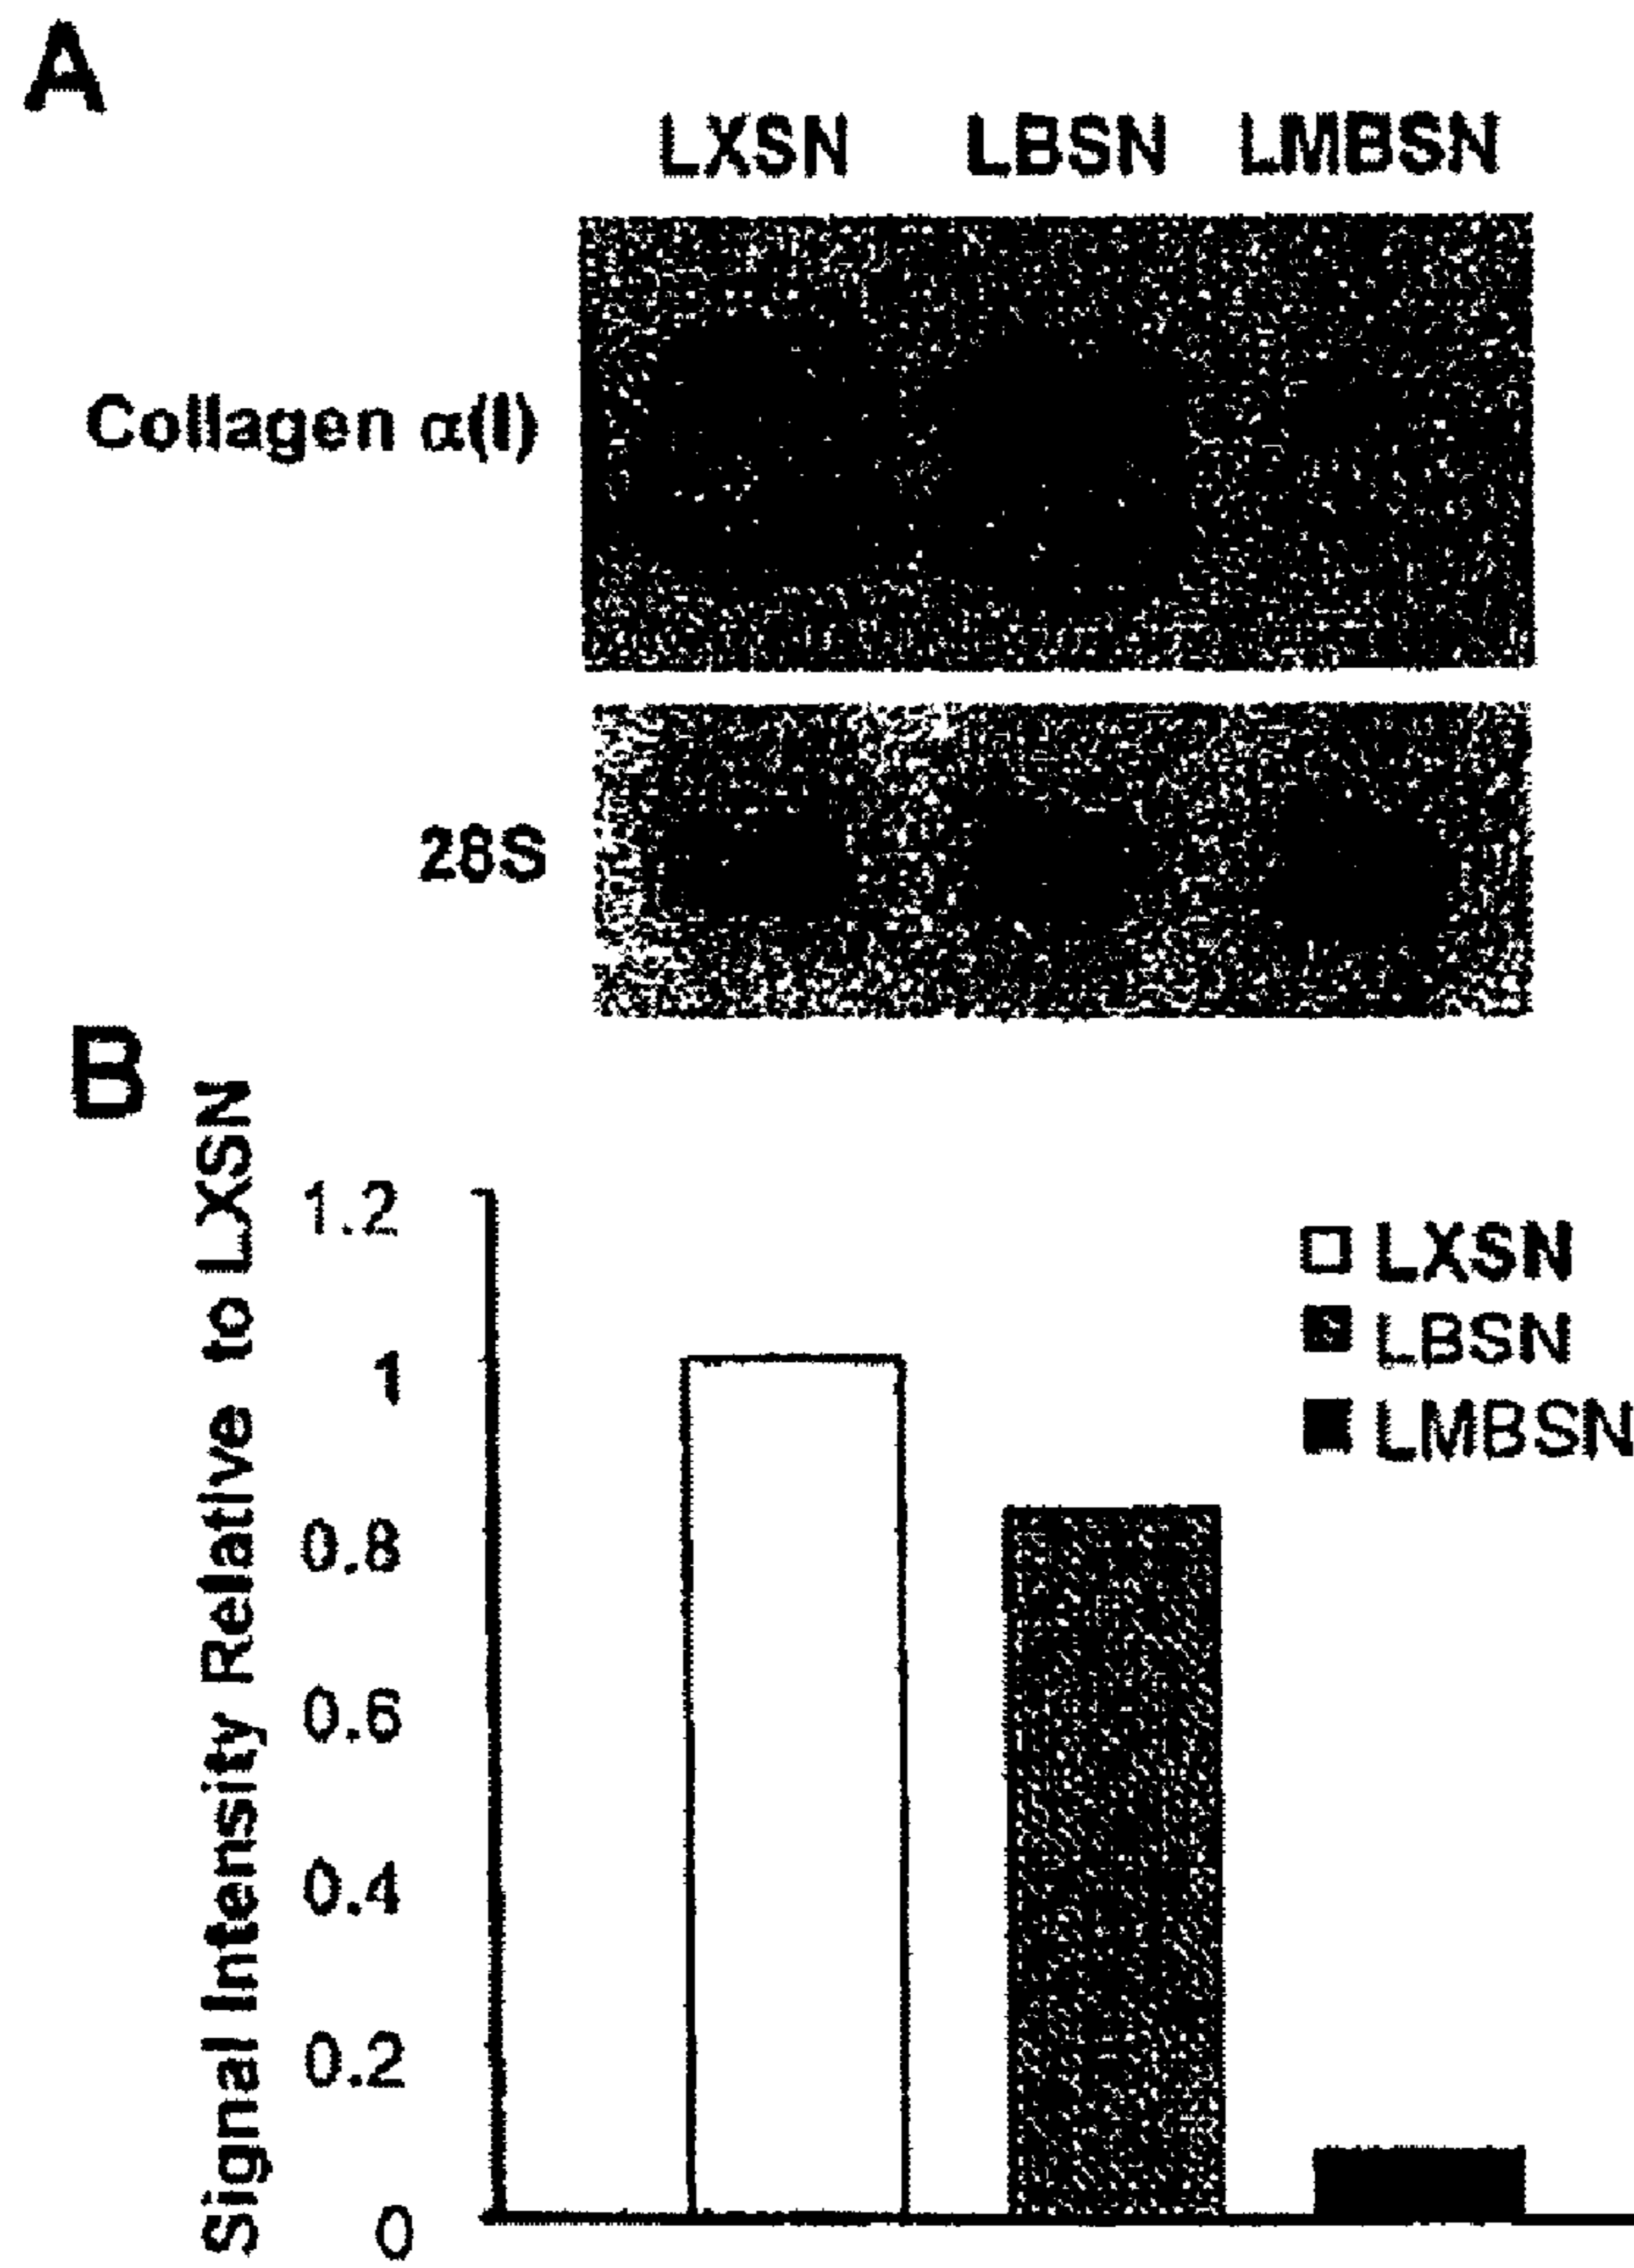 A
LXSN LBSN LMBSN
Collagen α(I)
28S
B
Signal Intensity Relative to LXSN
1.2
1
0.8
0.6
0.4
0.2
0
LXSN
LBSN
LMBSN